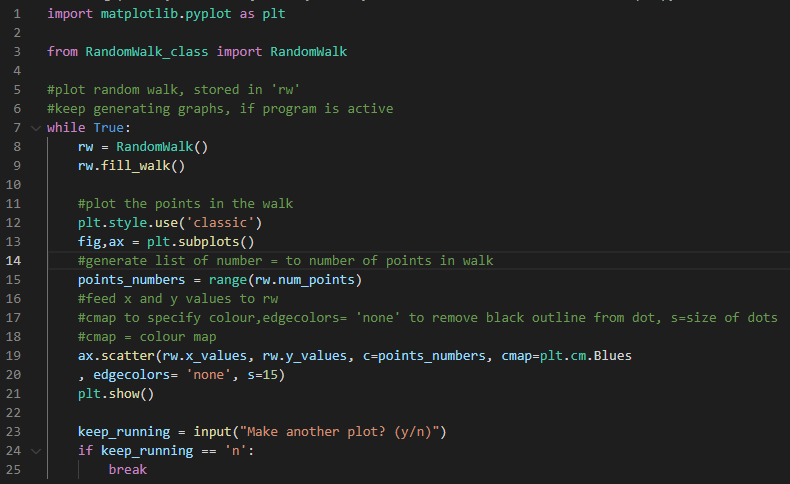 1 import matplotlib.pyplot as plt
2
3 from RandomWalk_class import RandomWalk
4
5 #plot random walk, stored in 'rw'
6 #keep generating graphs, if program is active
7 while True:
8     rw = RandomWalk()
9     rw.fill_walk()
10
11     #plot the points in the walk
12     plt.style.use('classic')
13     fig,ax = plt.subplots()
14     #generate list of number = to number of points in walk
15     points_numbers = range(rw.num_points)
16     #feed x and y values to rw
17     #cmap to specify colour,edgecolors= 'none' to remove black outline from dot, s=size of dots
18     #cmap = colour map
19     ax.scatter(rw.x_values, rw.y_values, c=points_numbers, cmap=plt.cm.Blues
20     , edgecolors= 'none', s=15)
21     plt.show()
22
23     keep_running = input("Make another plot? (y/n)")
24     if keep_running == 'n':
25         break